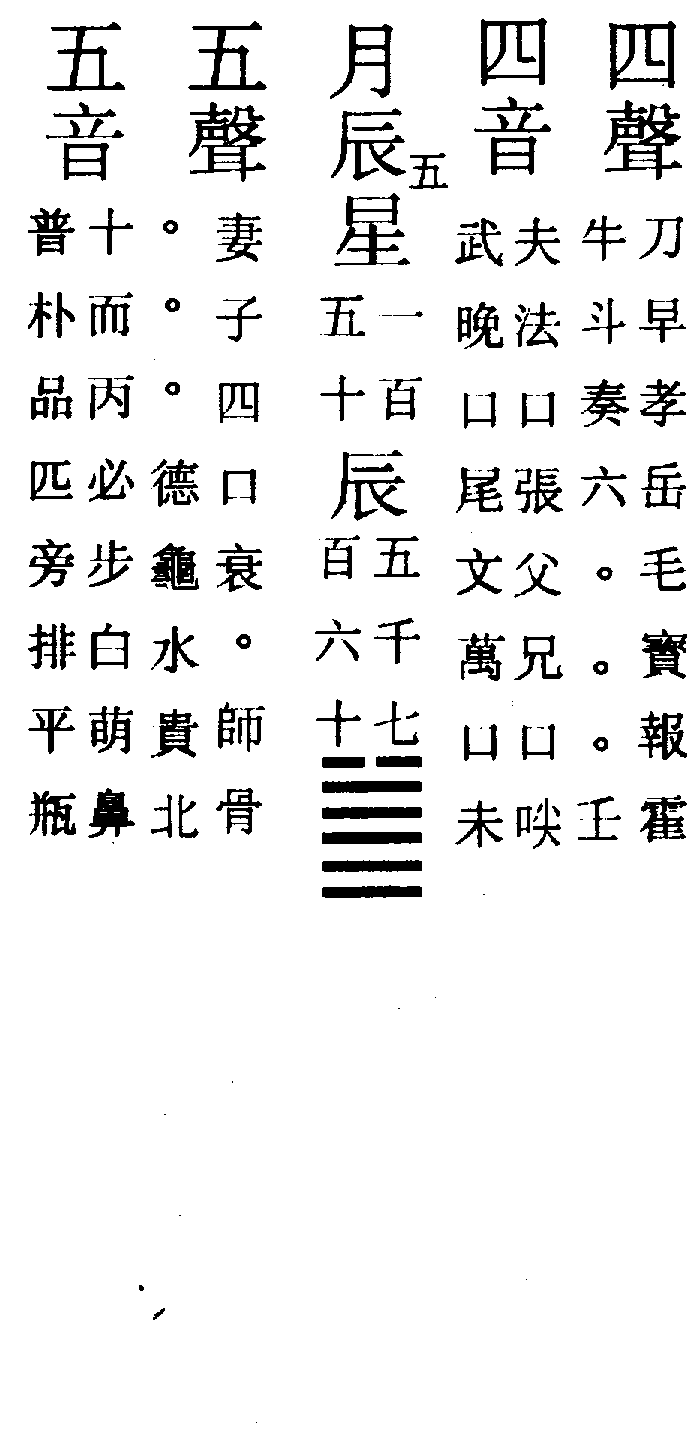 四聲
刀早孝岳毛寳報霍
牛斗奏六。。。壬
四音
夫法口張父兄口
武晚口尾文萬口未
月辰五
星一百五十
辰五千七百六十
五聲
妻子四口衰。師骨
。。。德龜水貴北
五音
十而丙必步白萌鼻
普朴品匹旁排平瓶